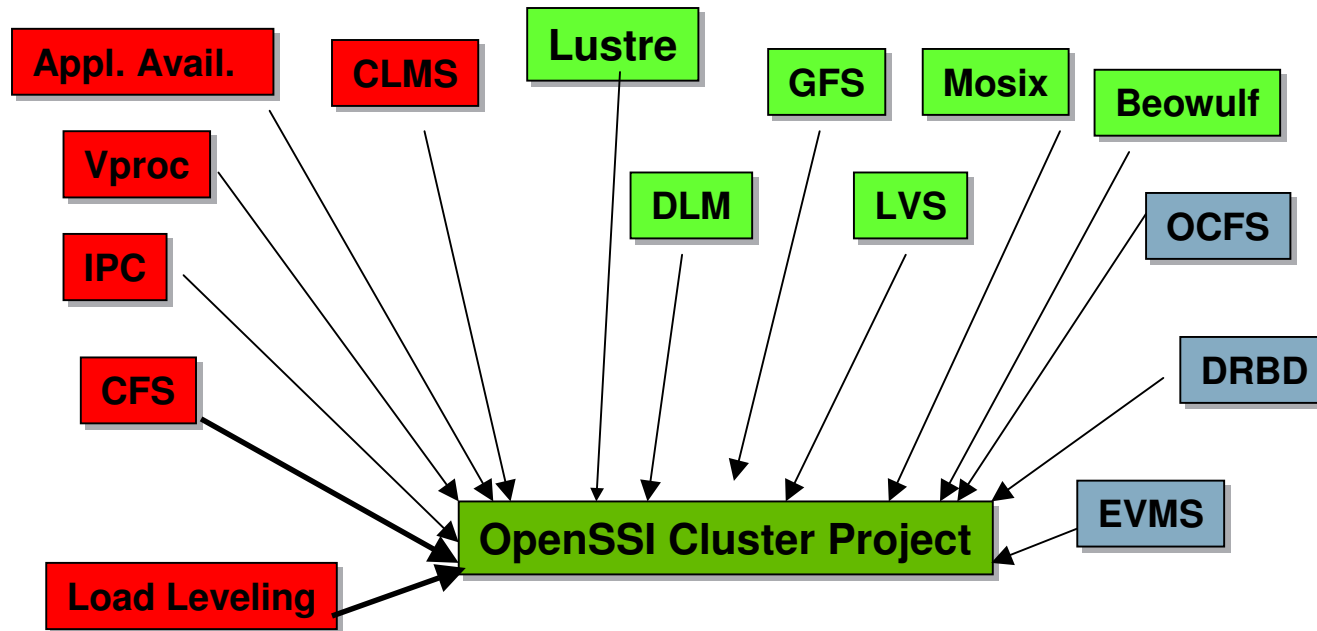 Appl. Avail.
CLMS
Lustre
GFS
Mosix
Beowulf
Vproc
DLM
LVS
OCFS
IPC
CFS
DRBD
EVMS
OpenSSI Cluster Project
Load Leveling